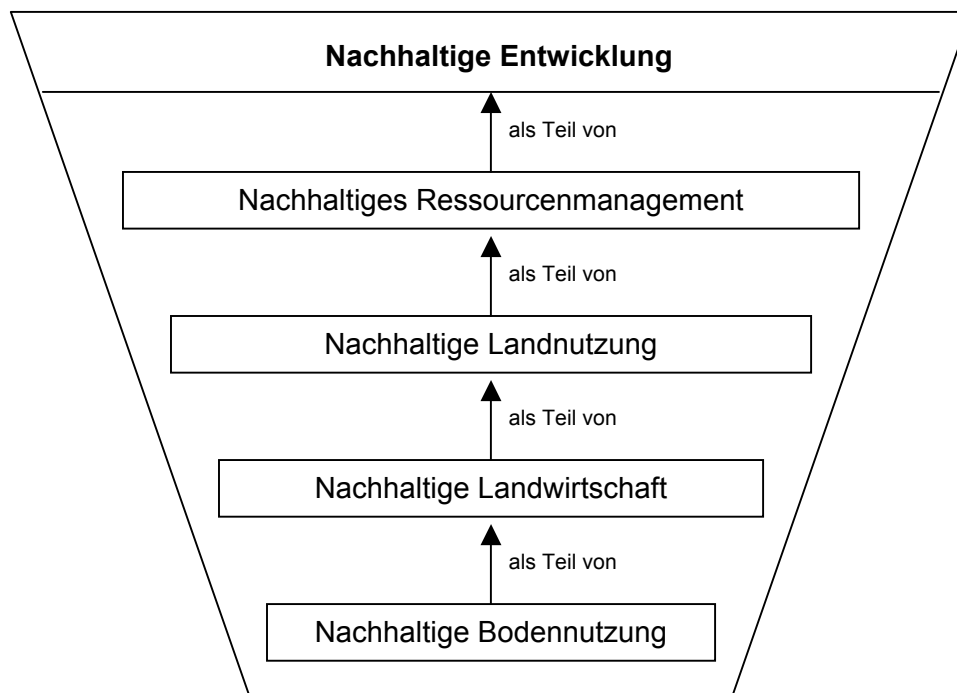 Nachhaltige Entwicklung
als Teil von
Nachhaltiges Ressourcenmanagement
als Teil von
Nachhaltige Landnutzung
als Teil von
Nachhaltige Landwirtschaft
als Teil von
Nachhaltige Bodennutzung